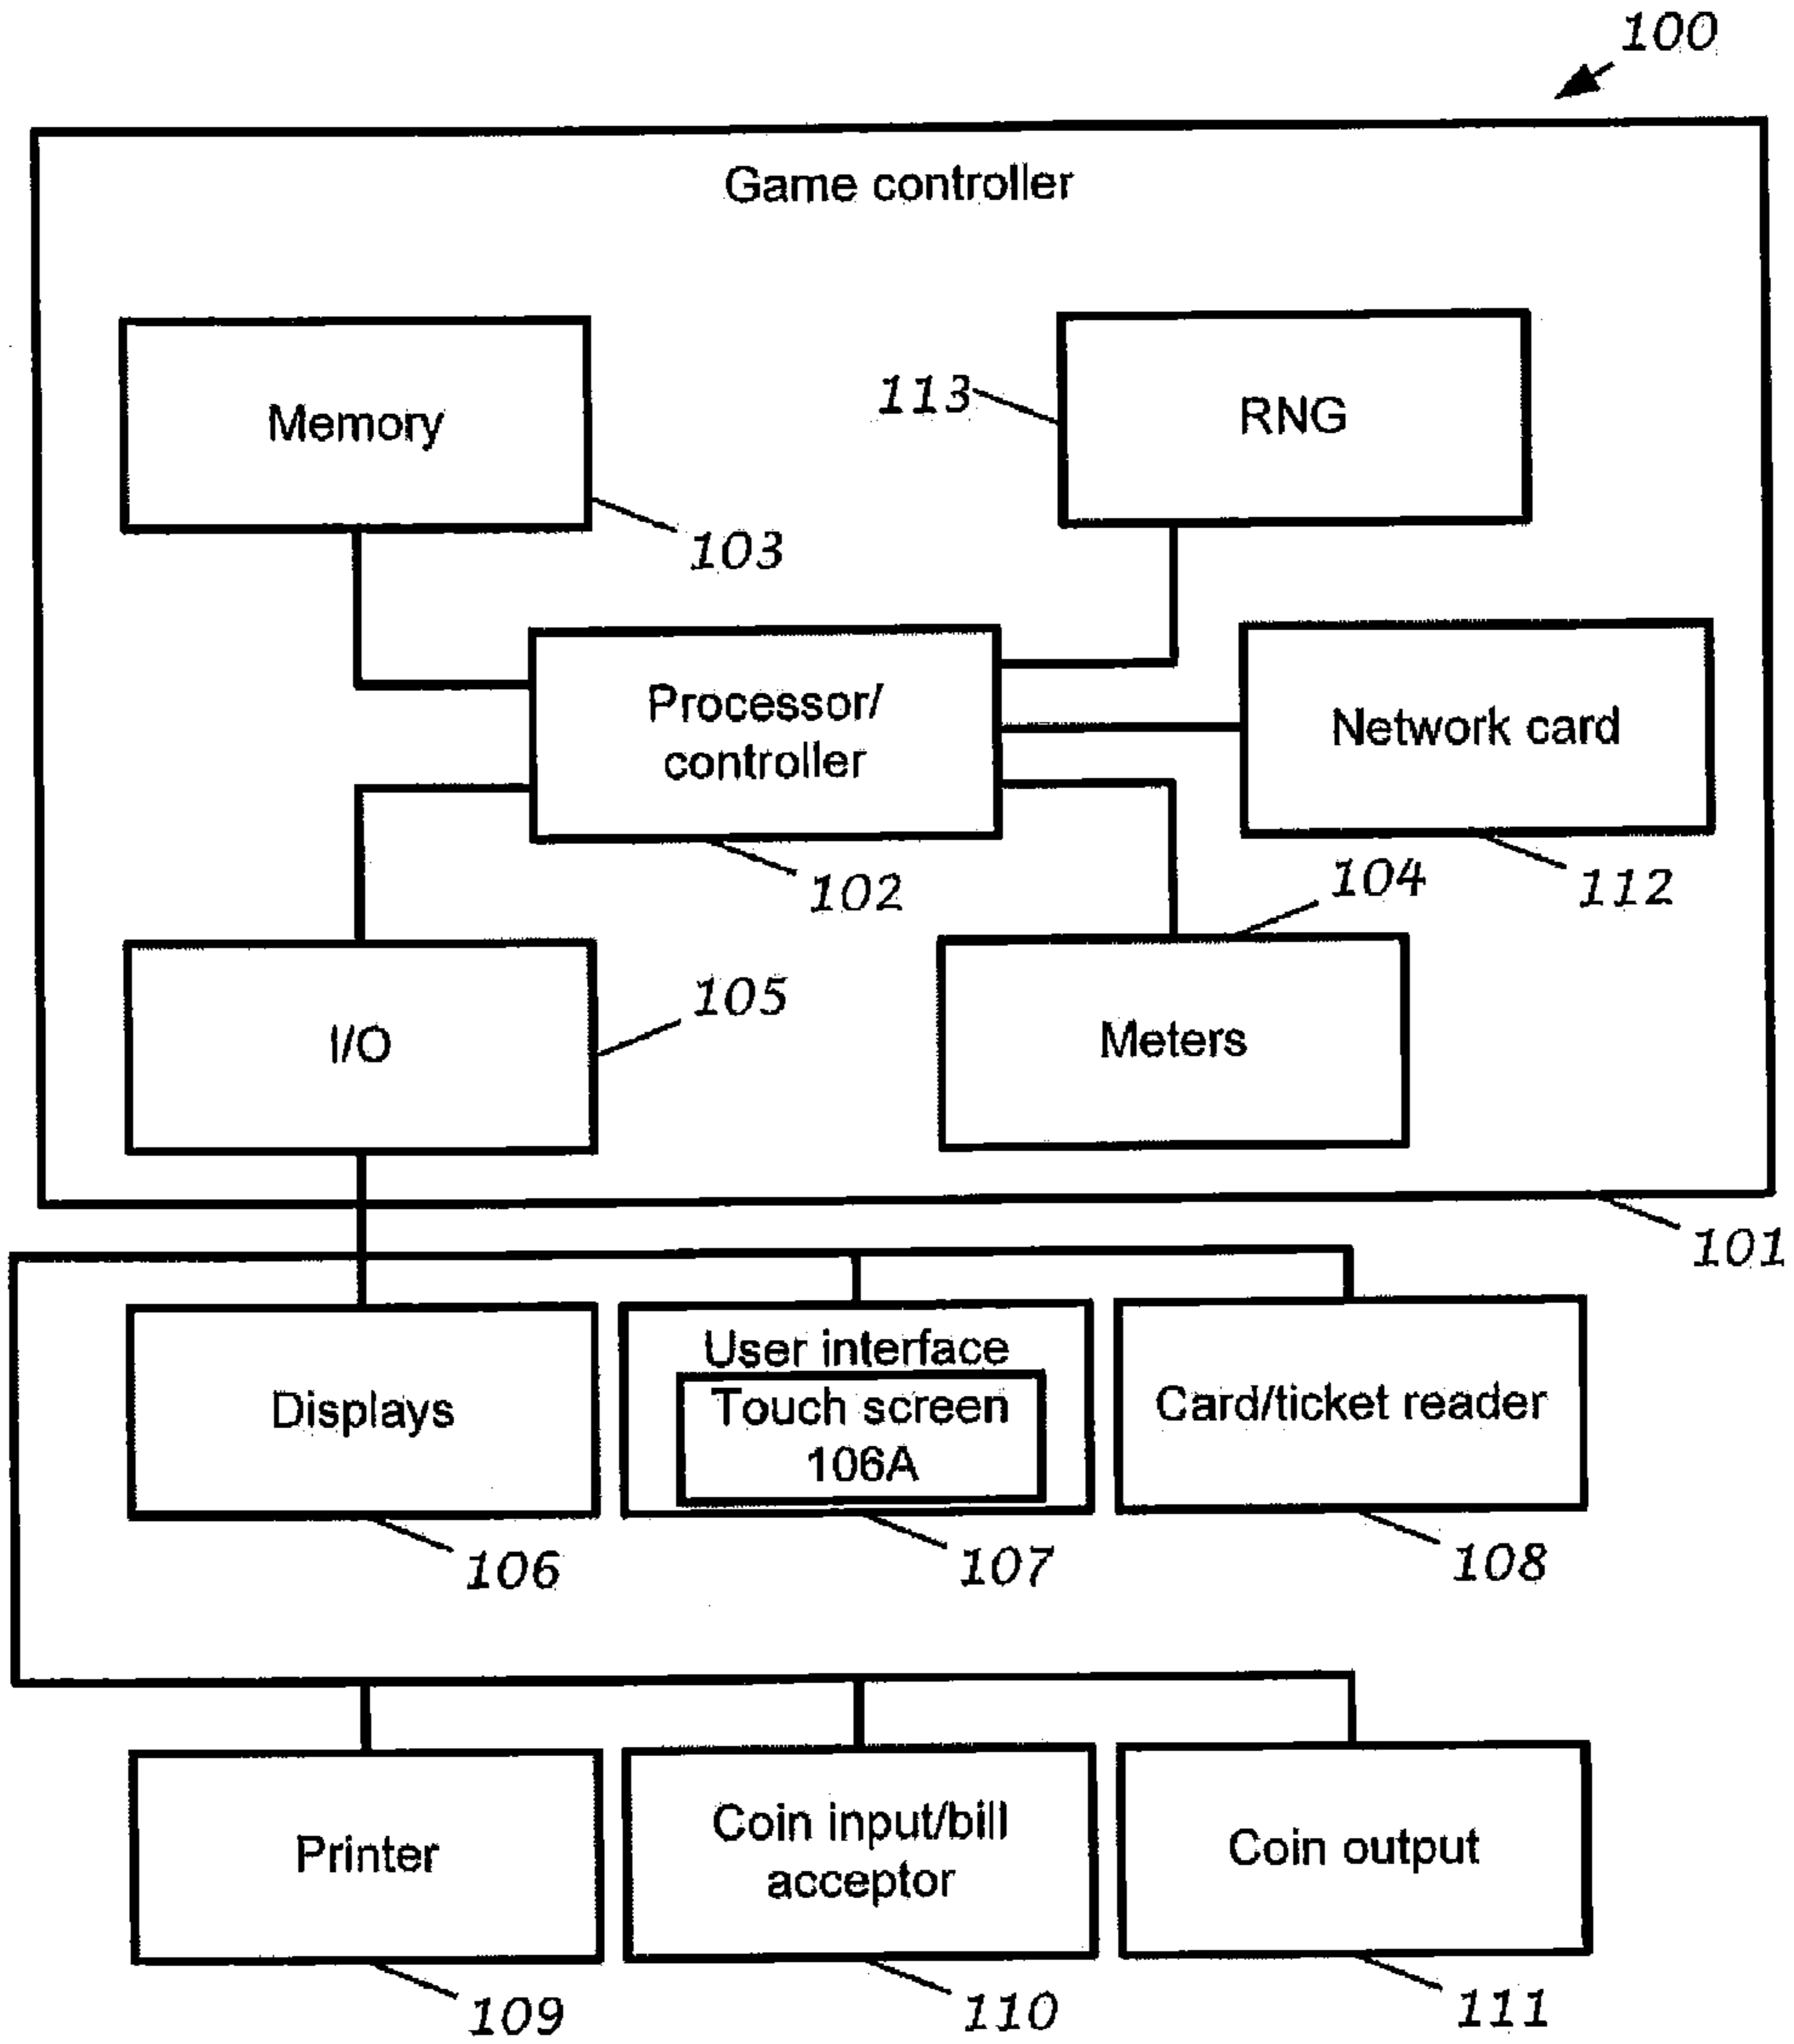 100
Game controller
Memory
113
RNG
103
Processor/
controller
Network card
102
104
112
I/O
105
Meters
101
Displays
User interface
Touch screen
106A
Card/ticket reader
106
107
108
Printer
Coin input/bill
acceptor
Coin output
109
110
111